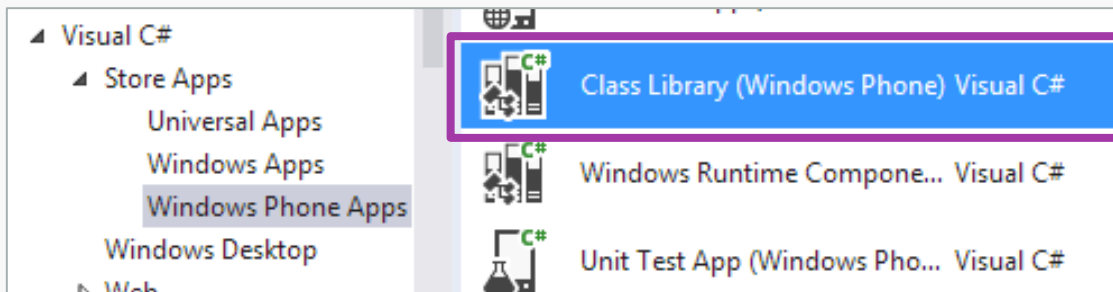 Visual C#
Store Apps
Universal Apps
Windows Apps
Windows Phone Apps
Windows Desktop
Web
C#
Class Library (Windows Phone) Visual C#
C#
Windows Runtime Compone... Visual C#
C#
Unit Test App (Windows Pho... Visual C#